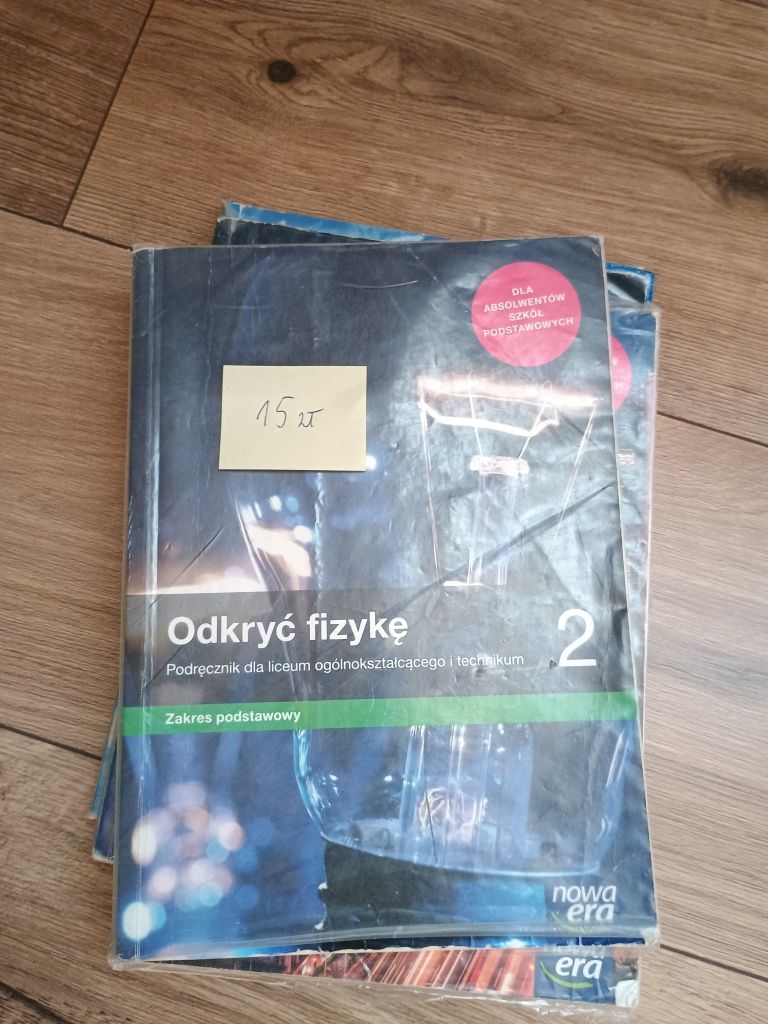 DLA
ABSOLWENTÓW
SZKÓŁ
PODSTAWOWYCH
15 zł
Odkryć fizykę
2
Podręcznik dla liceum ogólnokształcącego i technikum
Zakres podstawowy
nowa
era
nowa
era